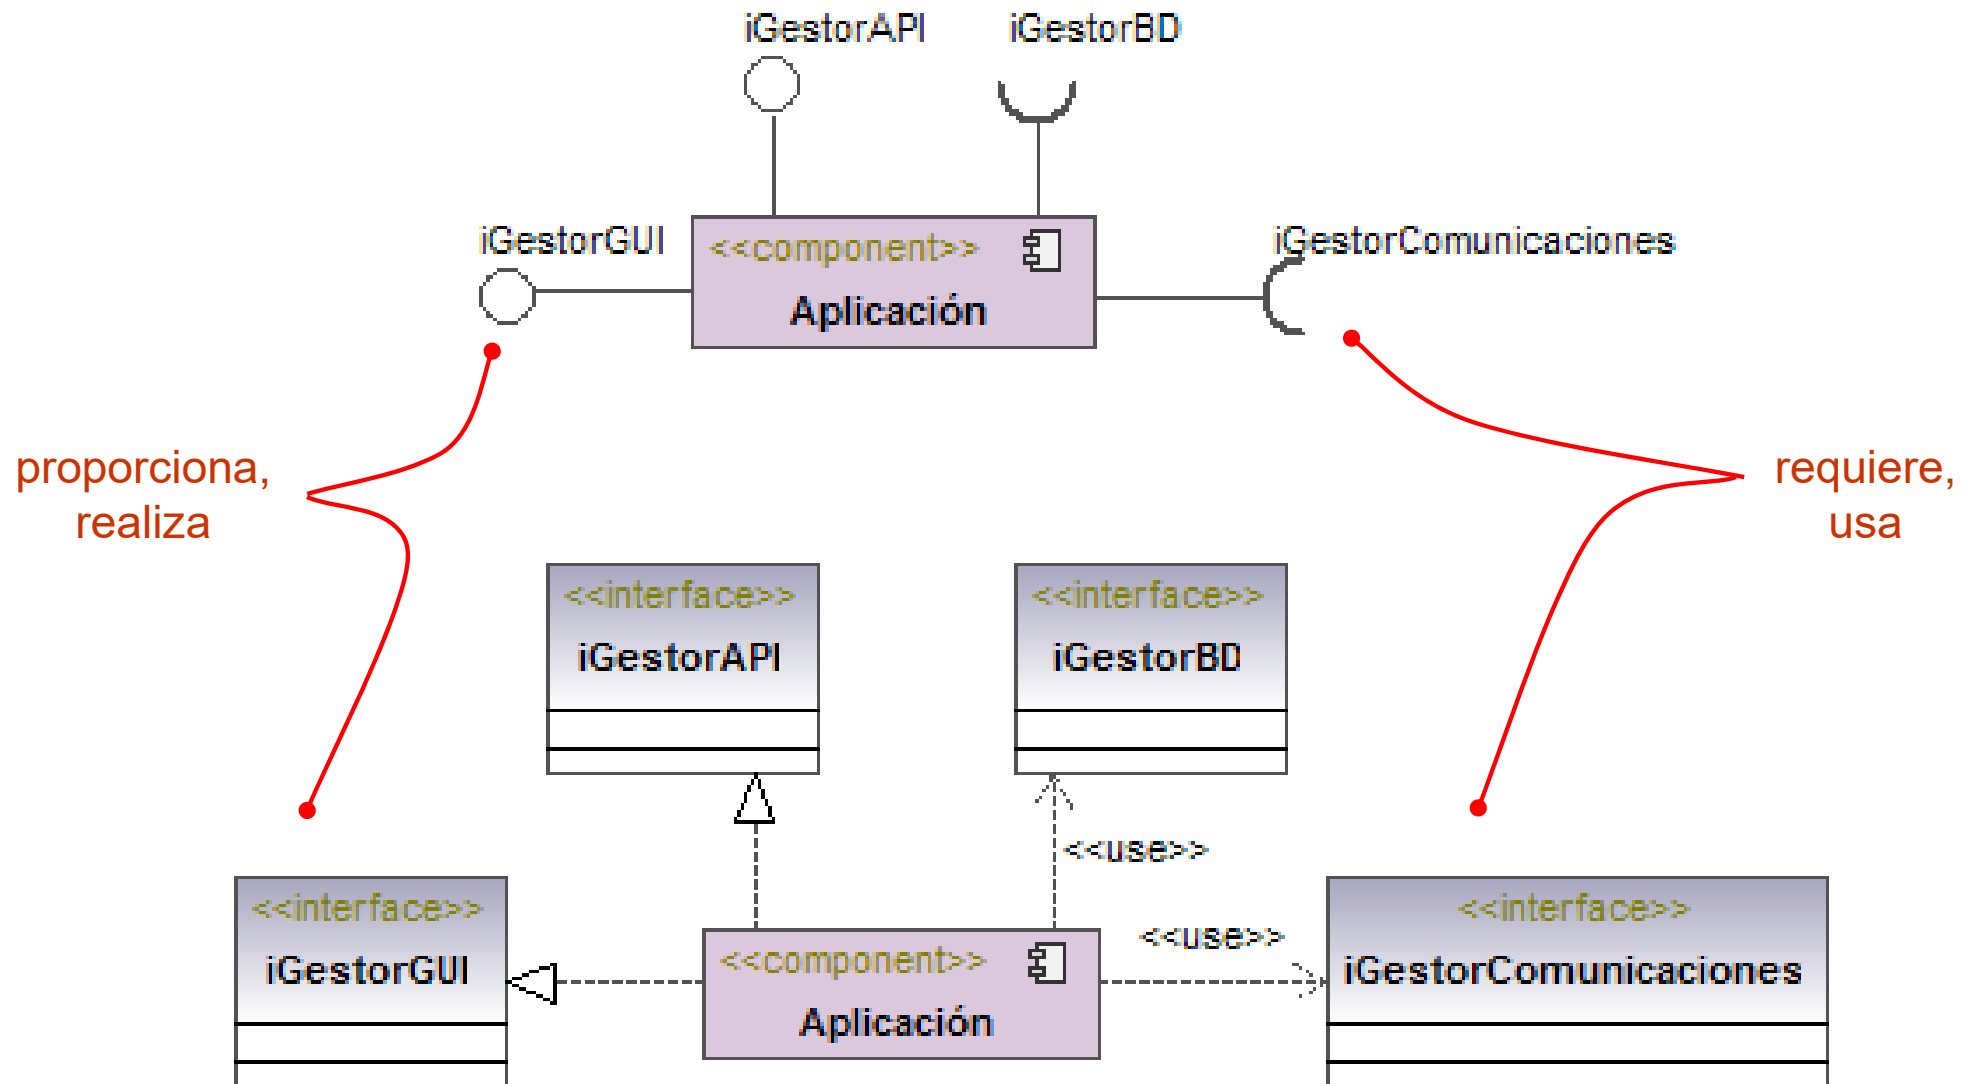 iGestorAPI
iGestorBD
iGestorGUI
<<component>>
Aplicación
iGestorComunicaciones
proporciona,
realiza
requiere,
usa
<<interface>>
iGestorAPI
<<interface>>
iGestorBD
<<use>>
<<interface>>
iGestorGUI
<<component>>
Aplicación
<<use>>
<<interface>>
iGestorComunicaciones